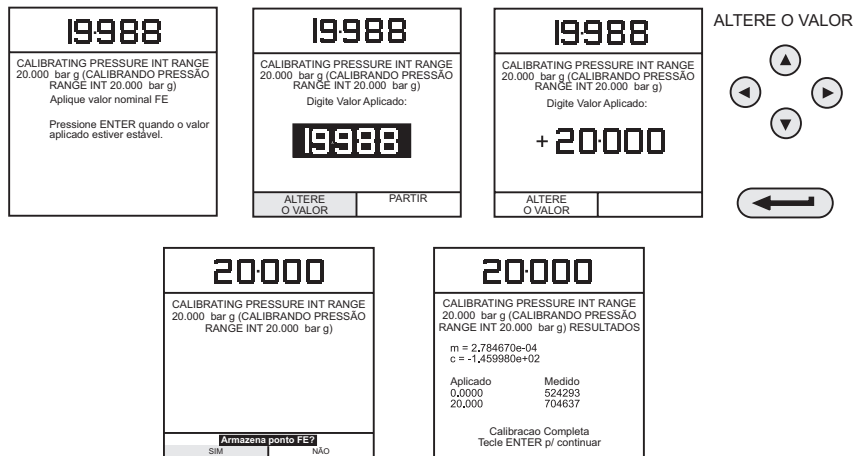 19.988
CALIBRATING PRESSURE INT RANGE
20.000 bar g (CALIBRANDO PRESSÃO
RANGE INT 20.000 bar g)
Aplique valor nominal FE
Pressione ENTER quando o valor
aplicado estiver estável.
19.988
CALIBRATING PRESSURE INT RANGE
20.000 bar g (CALIBRANDO PRESSÃO
RANGE INT 20.000 bar g)
Digite Valor Aplicado:
19.988
ALTERE
O VALOR
PARTIR
19.988
CALIBRATING PRESSURE INT RANGE
20.000 bar g (CALIBRANDO PRESSÃO
RANGE INT 20.000 bar g)
Digite Valor Aplicado:
+ 20.000
ALTERE
O VALOR
ALTERE O VALOR
20.000
CALIBRATING PRESSURE INT RANGE
20.000 bar g (CALIBRANDO PRESSÃO
RANGE INT 20.000 bar g)
Armazena ponto FE?
SIM NÃO
20.000
CALIBRATING PRESSURE INT RANGE
20.000 bar g (CALIBRANDO PRESSÃO
RANGE INT 20.000 bar g) RESULTADOS
m = 2.784670e-04
c = -1.459980e+02
Aplicado Medido
0.0000 524293
20.000 704637
Calibracao Completa
Tecle ENTER p/ continuar